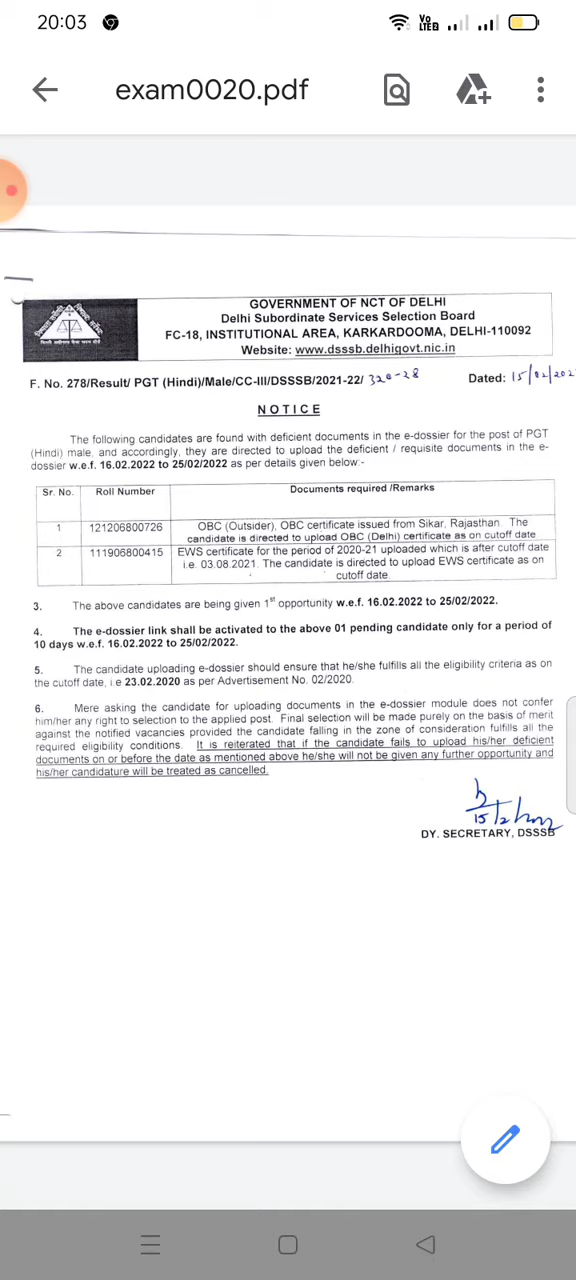 20:03
Vo
LTE 2
exam0020.pdf
GOVERNMENT OF NCT OF DELHI
Delhi Subordinate Services Selection Board
FC-18, INSTITUTIONAL AREA, KARKARDOOMA, DELHI-110092
Website: www.dsssb.delhigovt.nic.in
F. No. 278/Result/ PGT (Hindi)/Male/CC-III/DSSSB/2021-22/ 320-28 Dated: 15/02/202
NOTICE
The following candidates are found with deficient documents in the e-dossier for the post of PGT
(Hindi) male, and accordingly, they are directed to upload the deficient / requisite documents in the e-
dossier w.e.f. 16.02.2022 to 25/02/2022 as per details given below:-
Sr. No. Roll Number Documents required /Remarks
1 121206800726 OBC (Outsider), OBC certificate issued from Sikar, Rajasthan. The
candidate is directed to upload OBC (Delhi) certificate as on cutoff date
2 111906800415 EWS certificate for the period of 2020-21 uploaded which is after cutoff date
i.e. 03.08.2021. The candidate is directed to upload EWS certificate as on
cutoff date.
3. The above candidates are being given 1st opportunity w.e.f. 16.02.2022 to 25/02/2022.
4. The e-dossier link shall be activated to the above 01 pending candidate only for a period of
10 days w.e.f. 16.02.2022 to 25/02/2022.
5. The candidate uploading e-dossier should ensure that he/she fulfills all the eligibility criteria as on
the cutoff date, i.e 23.02.2020 as per Advertisement No. 02/2020.
6. Mere asking the candidate for uploading documents in the e-dossier module does not confer
him/her any right to selection to the applied post. Final selection will be made purely on the basis of merit
against the notified vacancies provided the candidate falling in the zone of consideration fulfills all the
required eligibility conditions. It is reiterated that if the candidate fails to upload his/her deficient
documents on or before the date as mentioned above he/she will not be given any further opportunity and
his/her candidature will be treated as cancelled.
15/2/2022
DY. SECRETARY, DSSSB